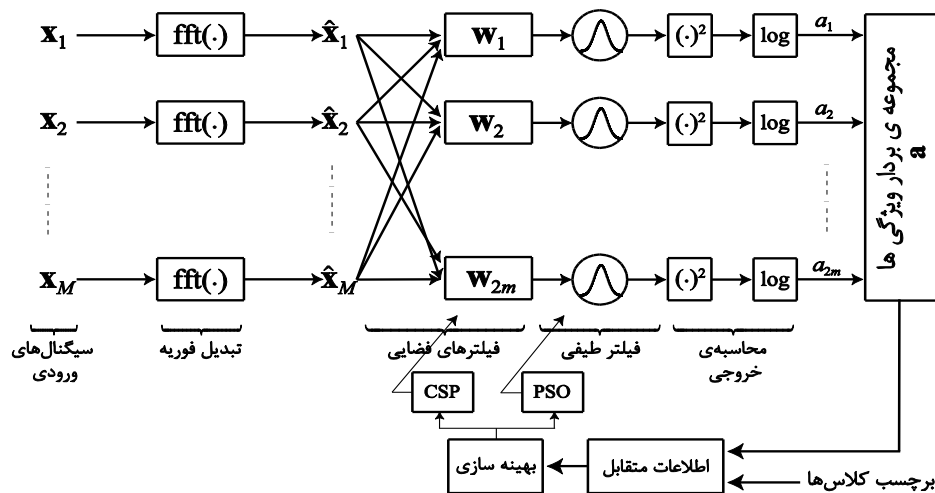 x₁ fft(·) x̂₁ w₁ (·)² log a₁
x₂ fft(·) x̂₂ w₂ (·)² log a₂
x_M fft(·) x̂_M w₂ₘ (·)² log a₂ₘ
مجموعه ی بردار ویژگی ها
a
سیگنال‌های
ورودی
تبدیل فوریه
فیلترهای فضایی
فیلتر طیفی
محاسبه‌ی
خروجی
CSP
PSO
بهینه سازی
اطلاعات متقابل
برچسب کلاس‌ها